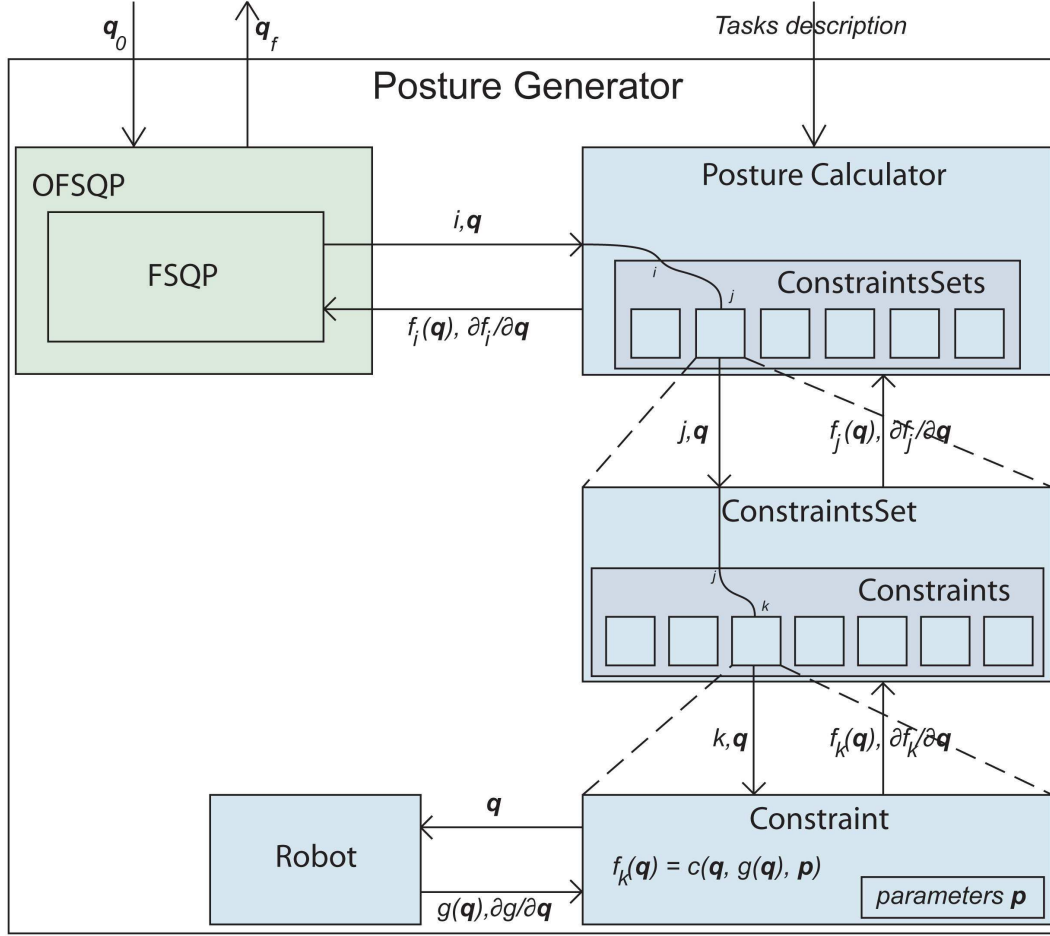 q0
qf
Tasks description
Posture Generator
OFSQP
FSQP
i,q
fi(q), ∂fi/∂q
Posture Calculator
i
j
ConstraintsSets
j,q
fj(q), ∂fj/∂q
ConstraintsSet
j
k
Constraints
k,q
fk(q), ∂fk/∂q
Robot
q
g(q),∂g/∂q
Constraint
fk(q) = c(q, g(q), p)
parameters p